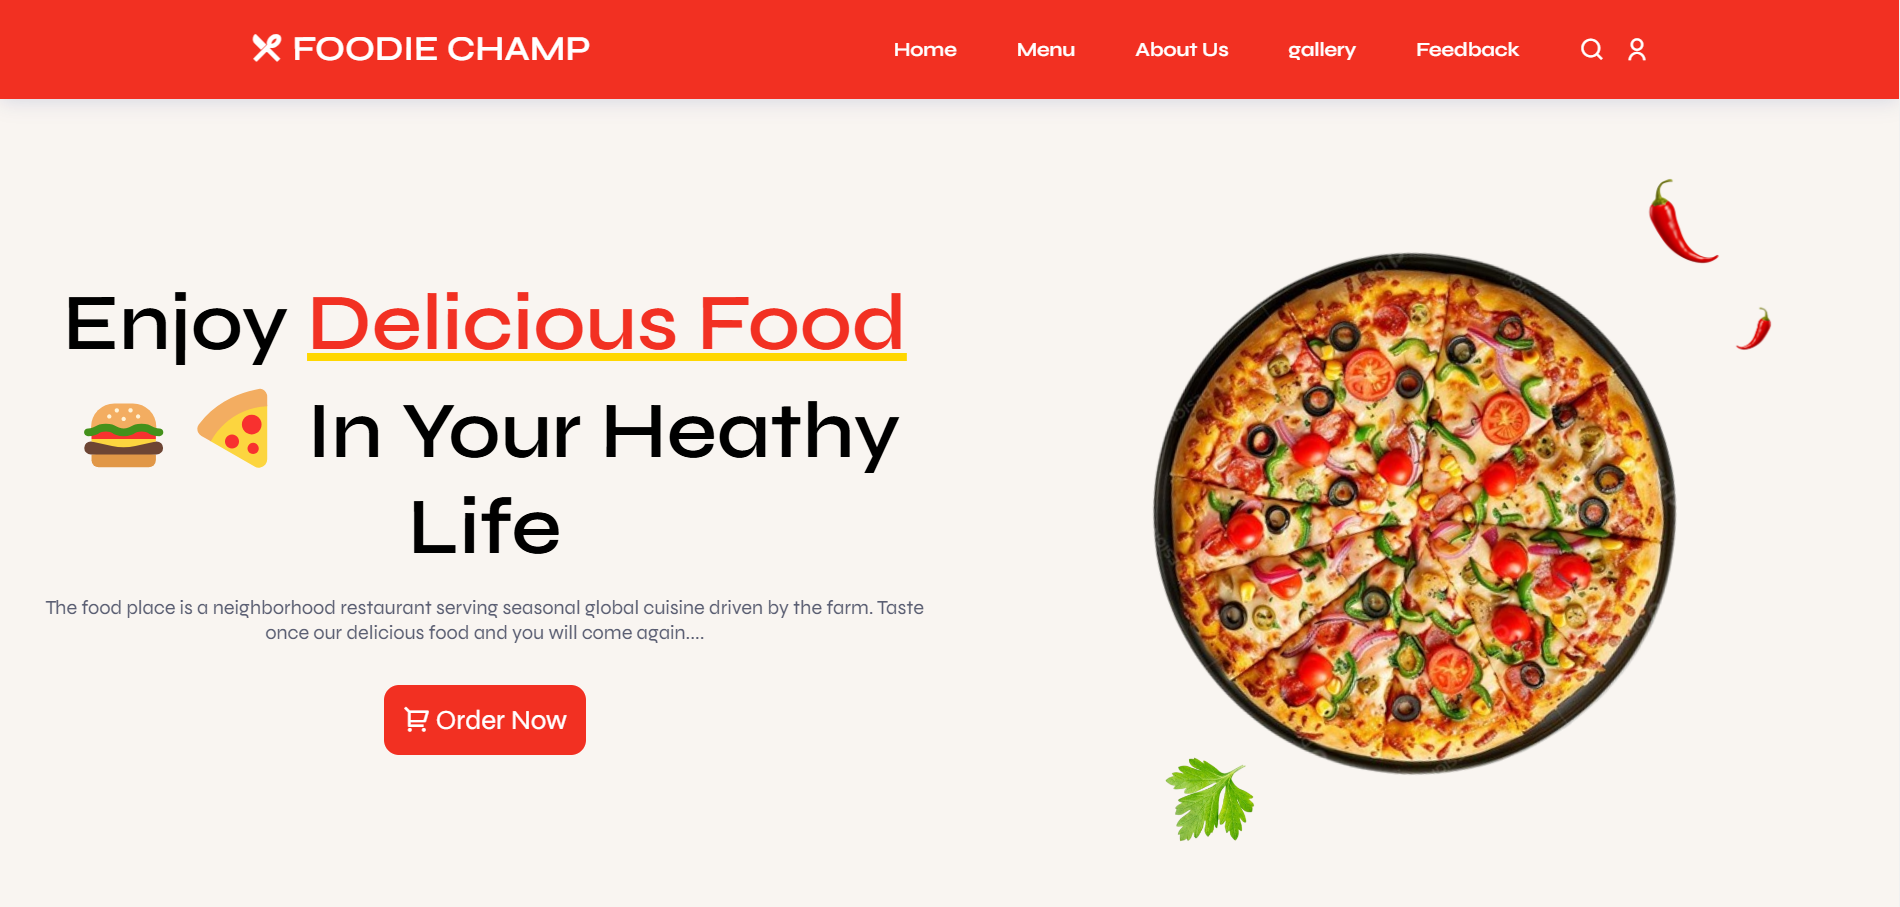 FOODIE CHAMP
Home Menu About Us gallery Feedback
Enjoy Delicious Food
In Your Heathy
Life
The food place is a neighborhood restaurant serving seasonal global cuisine driven by the farm. Taste
once our delicious food and you will come again....
Order Now